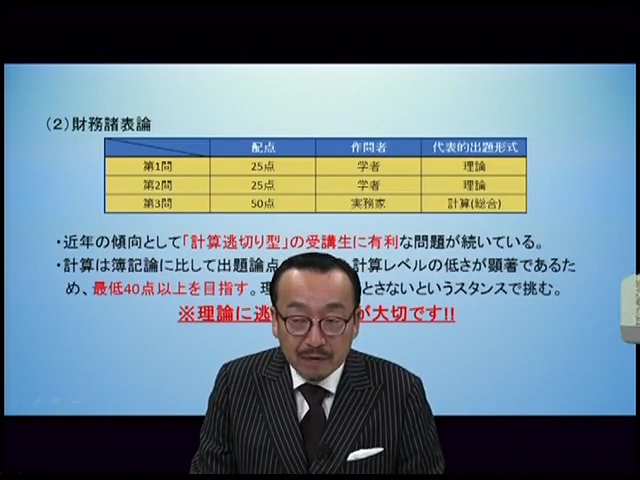 （２）財務諸表論
配点 作問者 代表的出題形式
第1問 25点 学者 理論
第2問 25点 学者 理論
第3問 50点 実務家 計算(総合)
・近年の傾向として「計算逃切り型」の受講生に有利な問題が続いている。
・計算は簿記論に比して出題論点 計算レベルの低さが顕著であるた
め、最低40点以上を目指す。 とさないというスタンスで挑む。
※理論に逃 が大切です!!